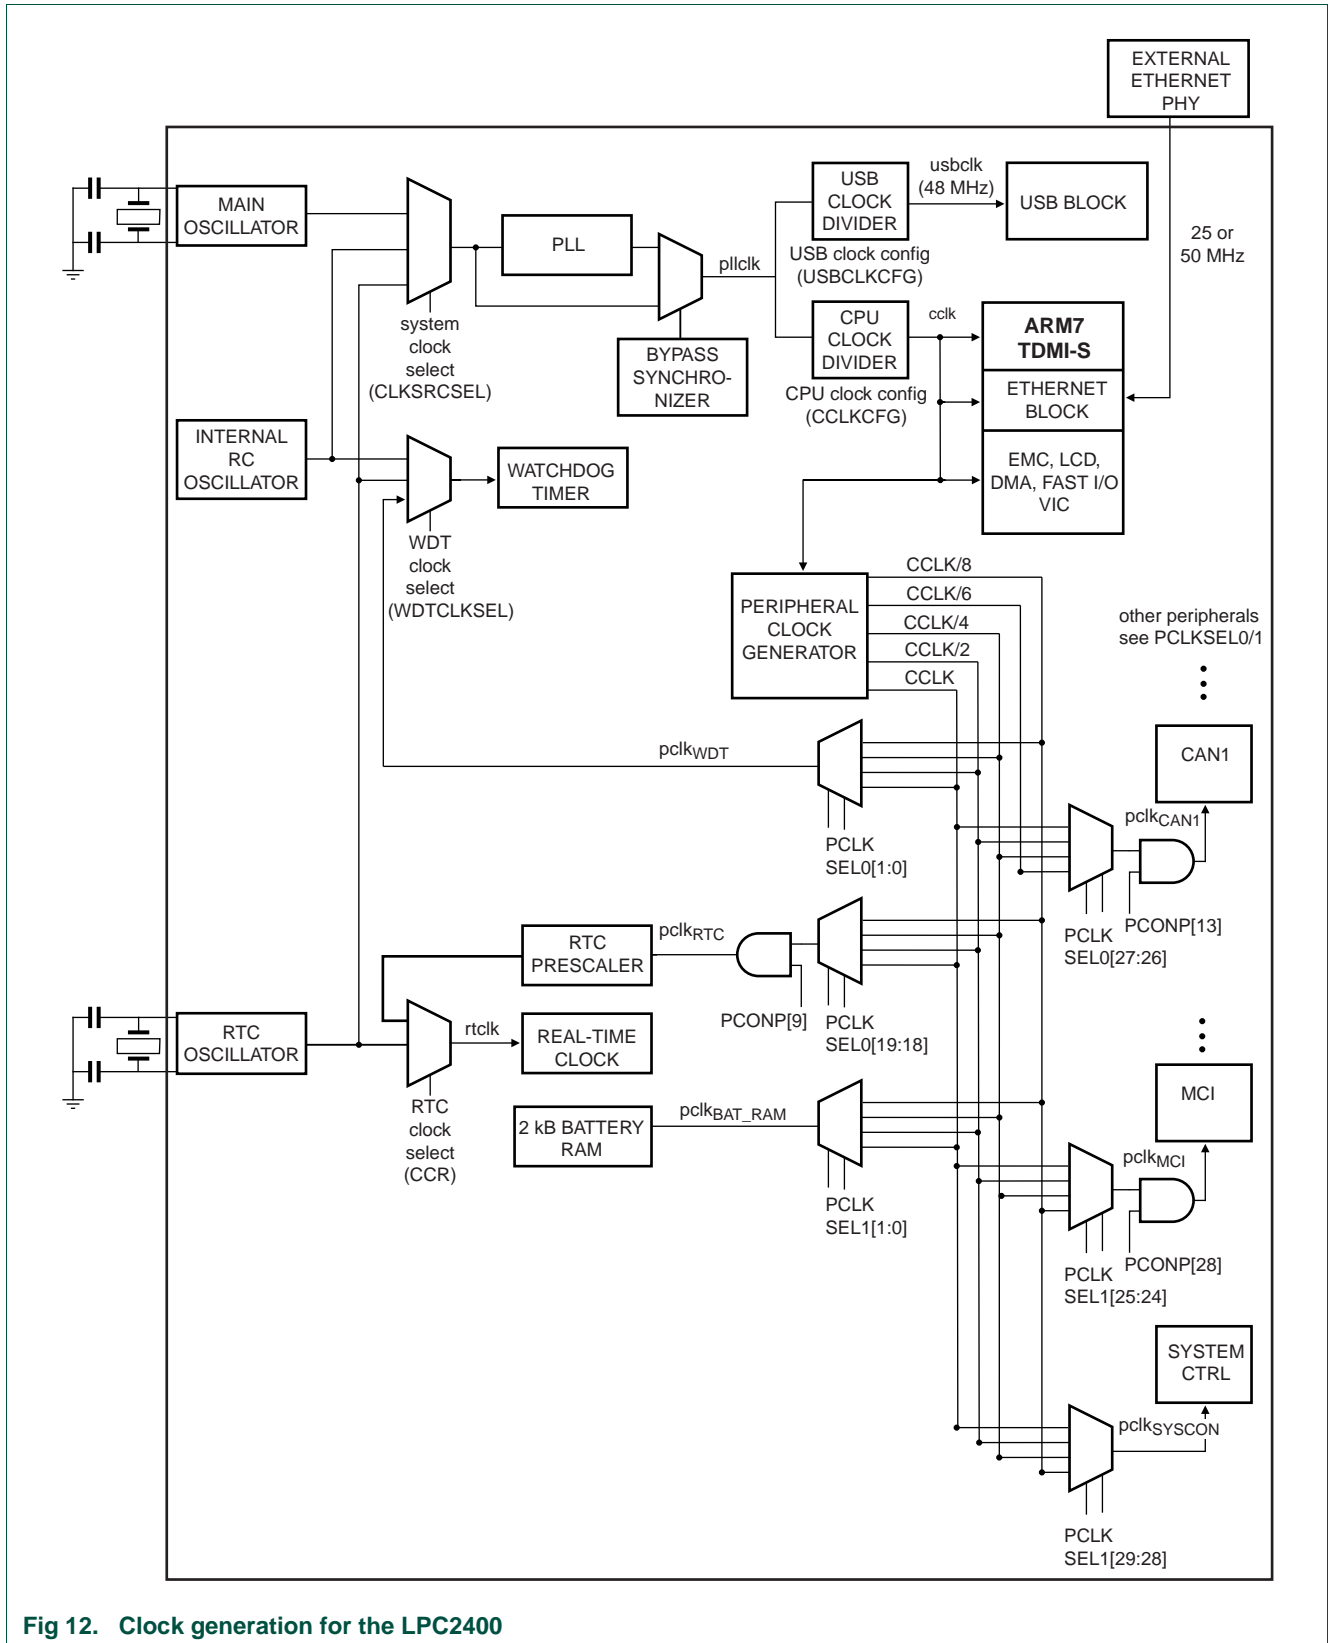 EXTERNAL
ETHERNET
PHY
MAIN
OSCILLATOR
PLL
USB
CLOCK
DIVIDER
usbclk
(48 MHz)
USB BLOCK
25 or
50 MHz
USB clock config
(USBCLKCFG)
pllclk
system
clock
select
(CLKSRCSEL)
BYPASS
SYNCHRO-
NIZER
CPU
CLOCK
DIVIDER
cclk
CPU clock config
(CCLKCFG)
ARM7
TDMI-S
ETHERNET
BLOCK
EMC, LCD,
DMA, FAST I/O
VIC
INTERNAL
RC
OSCILLATOR
WATCHDOG
TIMER
WDT
clock
select
(WDTCLKSEL)
PERIPHERAL
CLOCK
GENERATOR
CCLK/8
CCLK/6
CCLK/4
CCLK/2
CCLK
other peripherals
see PCLKSEL0/1
pclkWDT
PCLK
SEL0[1:0]
CAN1
pclkCAN1
PCLK
SEL0[27:26]
PCONP[13]
RTC
PRESCALER
pclkRTC
PCONP[9]
PCLK
SEL0[19:18]
RTC
OSCILLATOR
rtclk
REAL-TIME
CLOCK
RTC
clock
select
(CCR)
2 kB BATTERY
RAM
pclkBAT_RAM
PCLK
SEL1[1:0]
MCI
pclkMCI
PCLK
SEL1[25:24]
PCONP[28]
SYSTEM
CTRL
pclkSYSCON
PCLK
SEL1[29:28]
Fig 12. Clock generation for the LPC2400